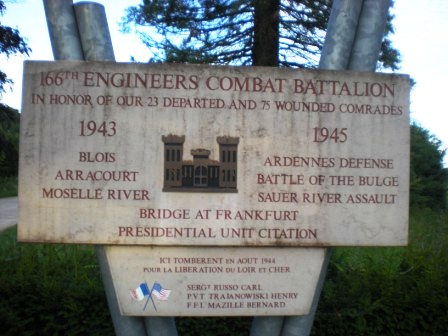 166TH ENGINEERS COMBAT BATTALION
IN HONOR OF OUR 23 DEPARTED AND 75 WOUNDED COMRADES
1943
BLOIS
ARRACOURT
MOSELLE RIVER
1945
ARDENNES DEFENSE
BATTLE OF THE BULGE
SAUER RIVER ASSAULT
BRIDGE AT FRANKFURT
PRESIDENTIAL UNIT CITATION
ICI TOMBERENT EN AOUT 1944
POUR LA LIBERATION DU LOIR ET CHER
SERGT RUSSO CARL
P.V.T TRAJANOWISKI HENRY
F.F.I. MAZILLE BERNARD